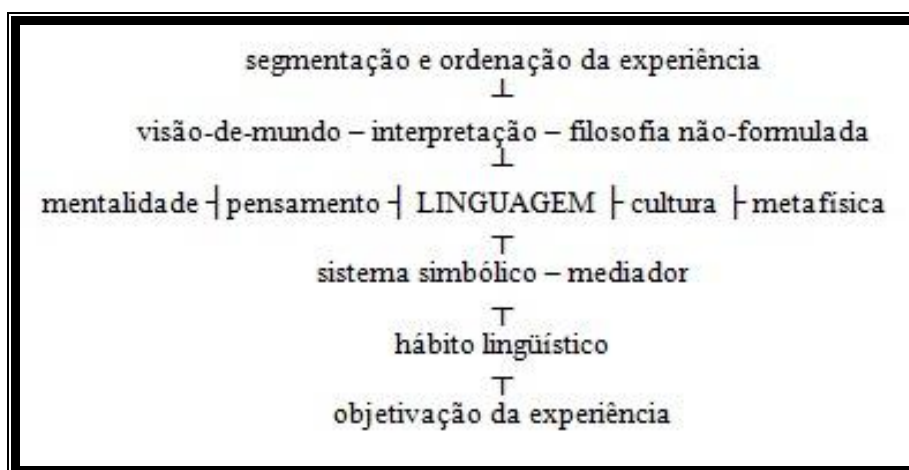 segmentação e ordenação da experiência
⊥
visão-de-mundo – interpretação – filosofia não-formulada
⊥
mentalidade ┤pensamento ┤ LINGUAGEM ├ cultura ├ metafísica
┬
sistema simbólico – mediador
┬
hábito lingüístico
┬
objetivação da experiência